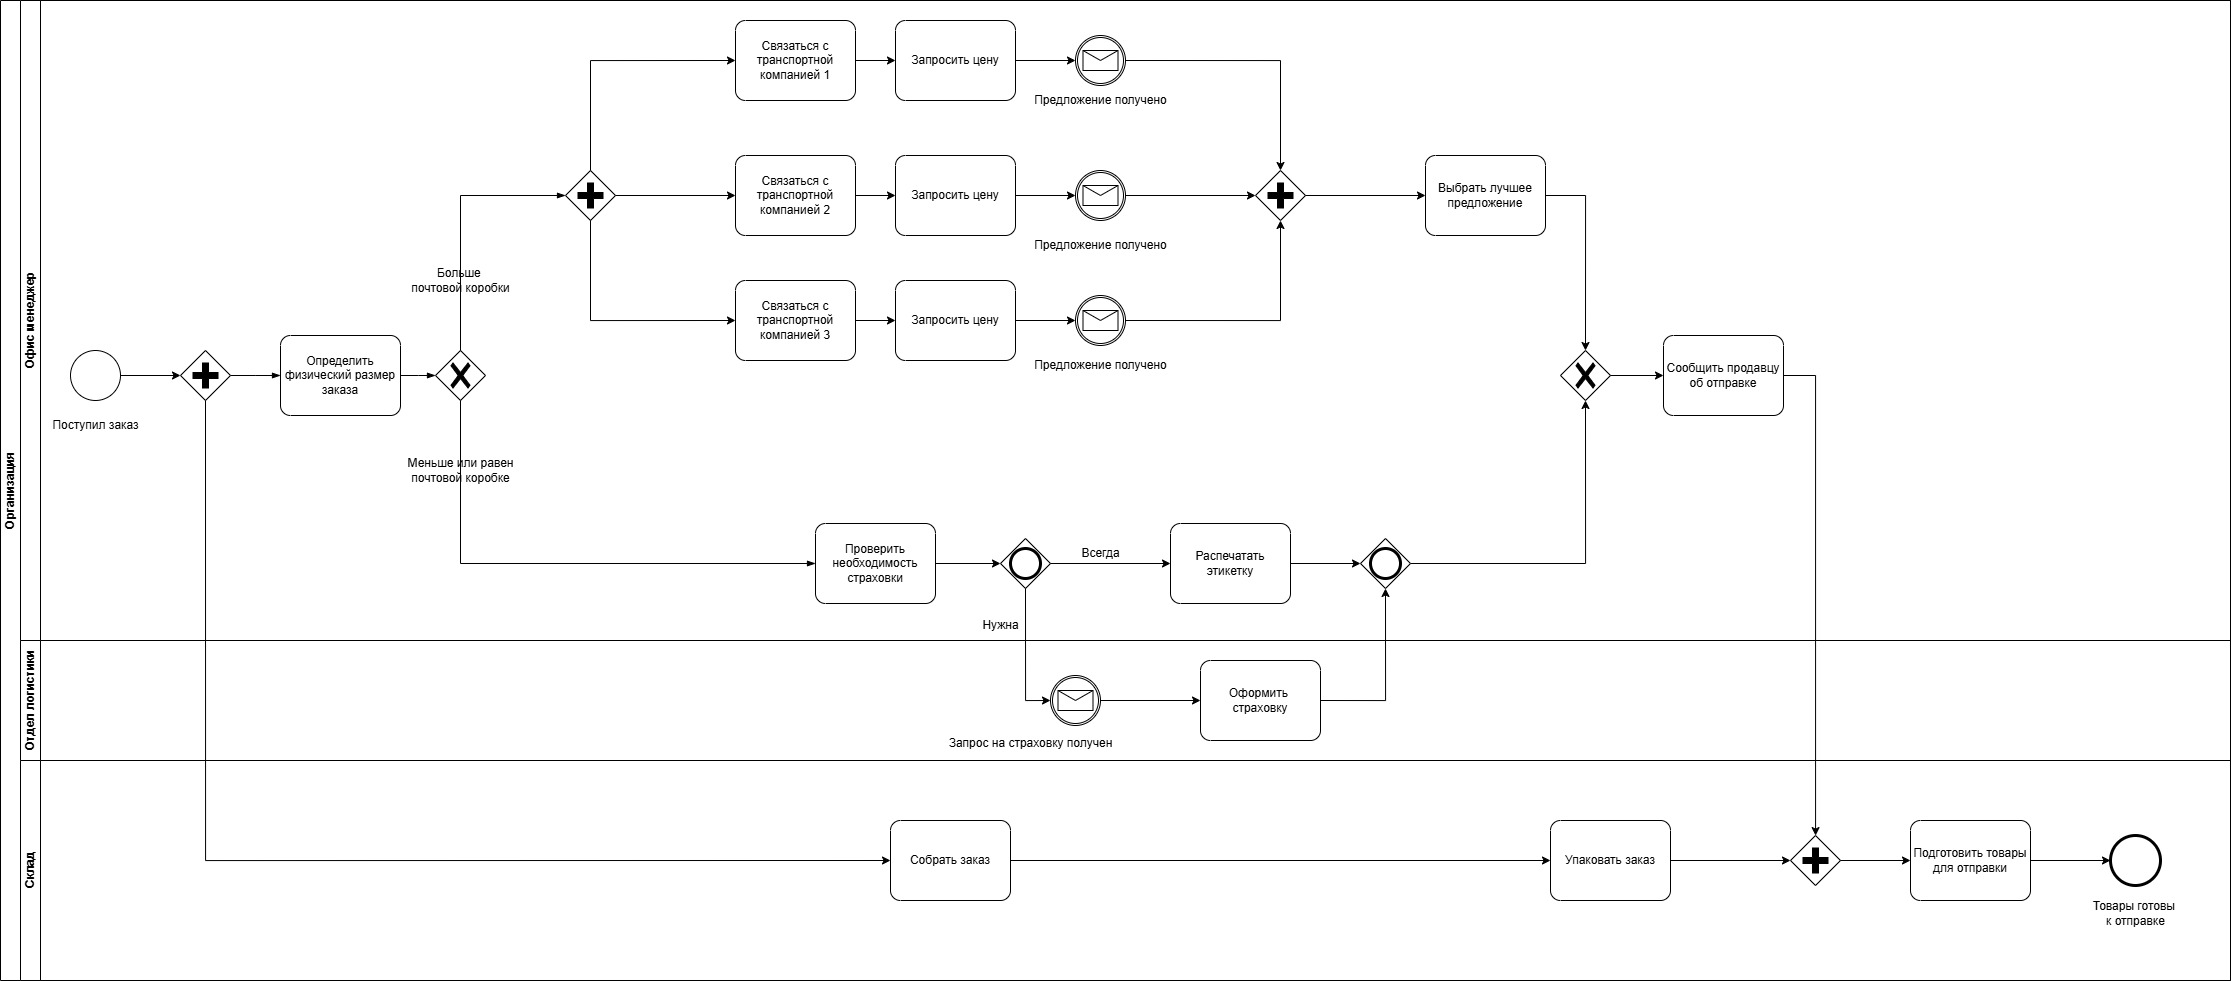 Организация
Офис менеджер
Связаться с
транспортной
компанией 1
Запросить цену
Предложение получено
Связаться с
транспортной
компанией 2
Запросить цену
Предложение получено
Выбрать лучшее
предложение
Больше
почтовой коробки
Связаться с
транспортной
компанией 3
Запросить цену
Предложение получено
Поступил заказ
Определить
физический размер
заказа
Сообщить продавцу
об отправке
Меньше или равен
почтовой коробке
Проверить
необходимость
страховки
Всегда
Распечатать
этикетку
Нужна
Отдел логистики
Запрос на страховку получен
Оформить
страховку
Склад
Собрать заказ
Упаковать заказ
Подготовить товары
для отправки
Товары готовы
к отправке